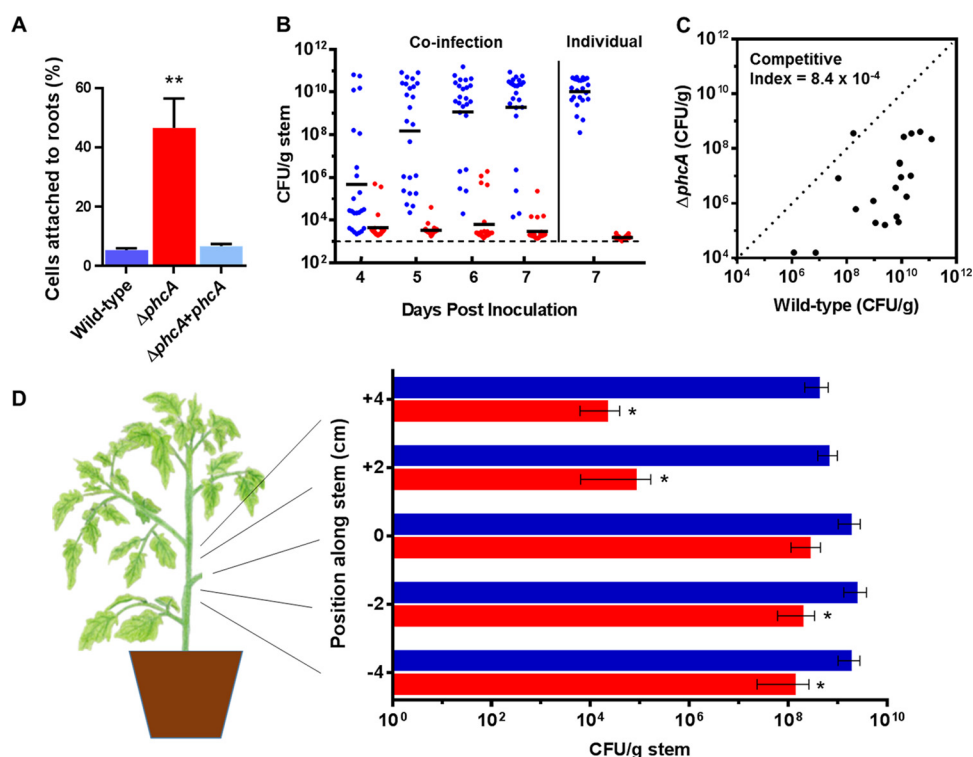 A
Cells attached to roots (%)
60
40
20
0
**
Wild-type
ΔphcA
ΔphcA+phcA
B
Co-infection
Individual
CFU/g stem
10^12
10^10
10^8
10^6
10^4
10^2
4
5
6
7
7
Days Post Inoculation
C
Competitive
Index = 8.4 x 10^-4
ΔphcA (CFU/g)
10^12
10^10
10^8
10^6
10^4
10^4
10^6
10^8
10^10
10^12
Wild-type (CFU/g)
D
Position along stem (cm)
+4
*
+2
*
0
-2
*
-4
*
10^0
10^2
10^4
10^6
10^8
10^10
CFU/g stem